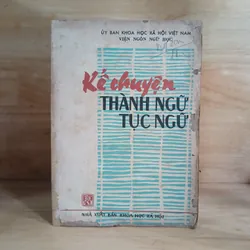 ỦY BAN KHOA HỌC XÃ HỘI VIỆT NAM
VIỆN NGÔN NGỮ HỌC
Kể chuyện
THÀNH NGỮ
TỤC NGỮ
NHÀ XUẤT BẢN KHOA HỌC XÃ HỘI